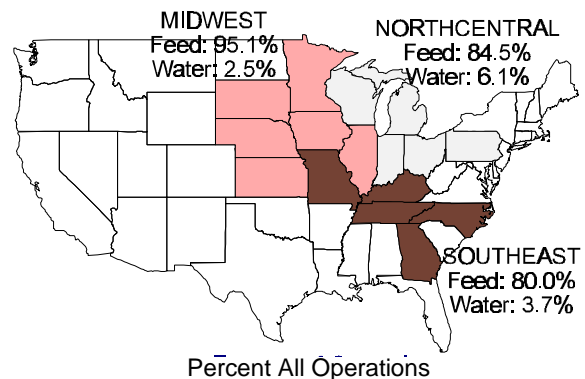 MIDWEST
Feed: 95.1%
Water: 2.5%
NORTHCENTRAL
Feed: 84.5%
Water: 6.1%
SOUTHEAST
Feed: 80.0%
Water: 3.7%
Percent All Operations